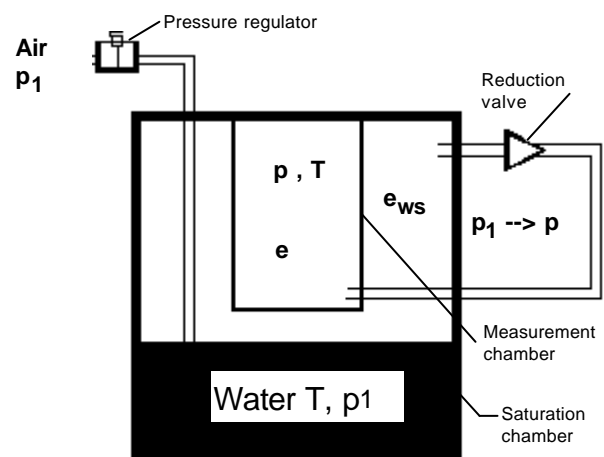 Pressure regulator
Air
p1
Reduction
valve
p , T
ews
p1 --> p
e
Measurement
chamber
Water T, p1
Saturation
chamber